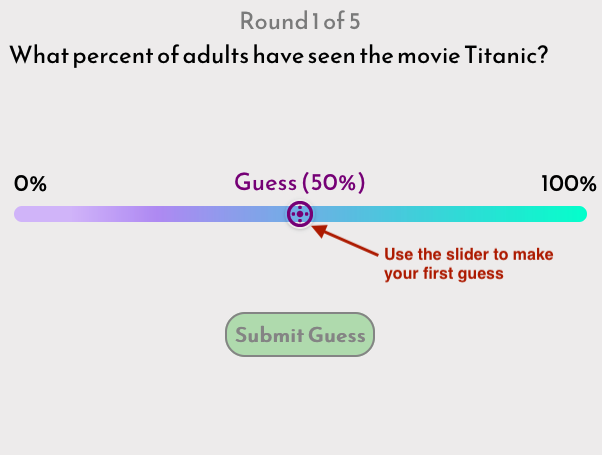 Round 1 of 5
What percent of adults have seen the movie Titanic?
0% Guess (50%) 100%
Use the slider to make
your first guess
Submit Guess